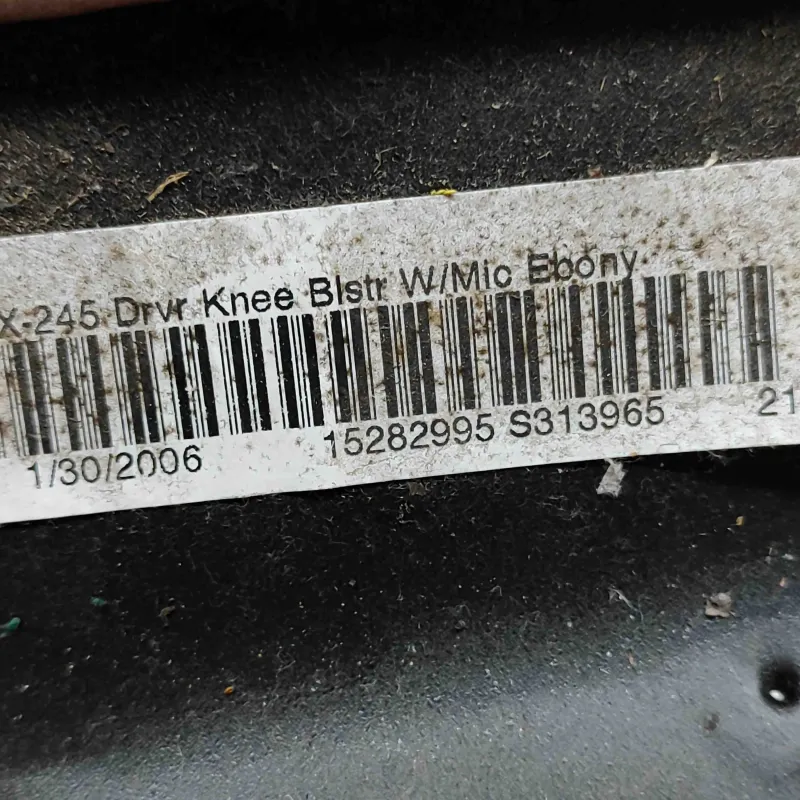 X-245 Drvr Knee Blstr W/Mic Ebony
1/30/2006 15282995 S313965 21